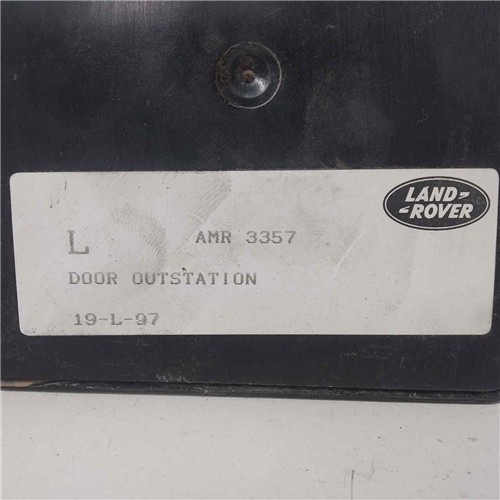 LAND-
-ROVER
L AMR 3357
DOOR OUTSTATION
19-L-97